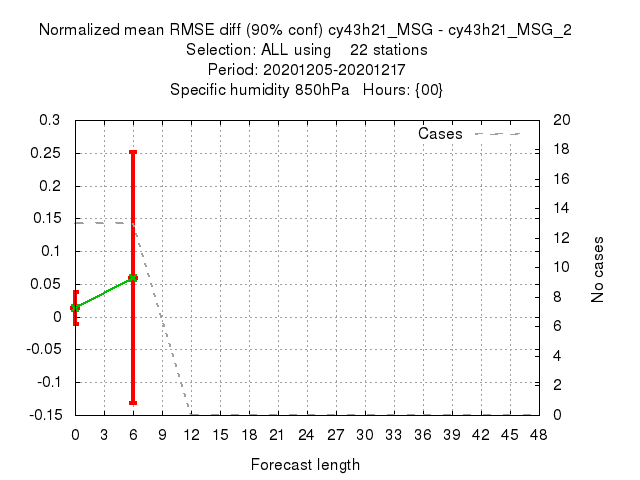 Normalized mean RMSE diff (90% conf) cy43h21_MSG - cy43h21_MSG_2
Selection: ALL using 22 stations
Period: 20201205-20201217
Specific humidity 850hPa Hours: {00}
Cases
0.3
0.25
0.2
0.15
0.1
0.05
0
-0.05
-0.1
-0.15
20
18
16
14
12
10
8
6
4
2
0
No cases
0 3 6 9 12 15 18 21 24 27 30 33 36 39 42 45 48
Forecast length